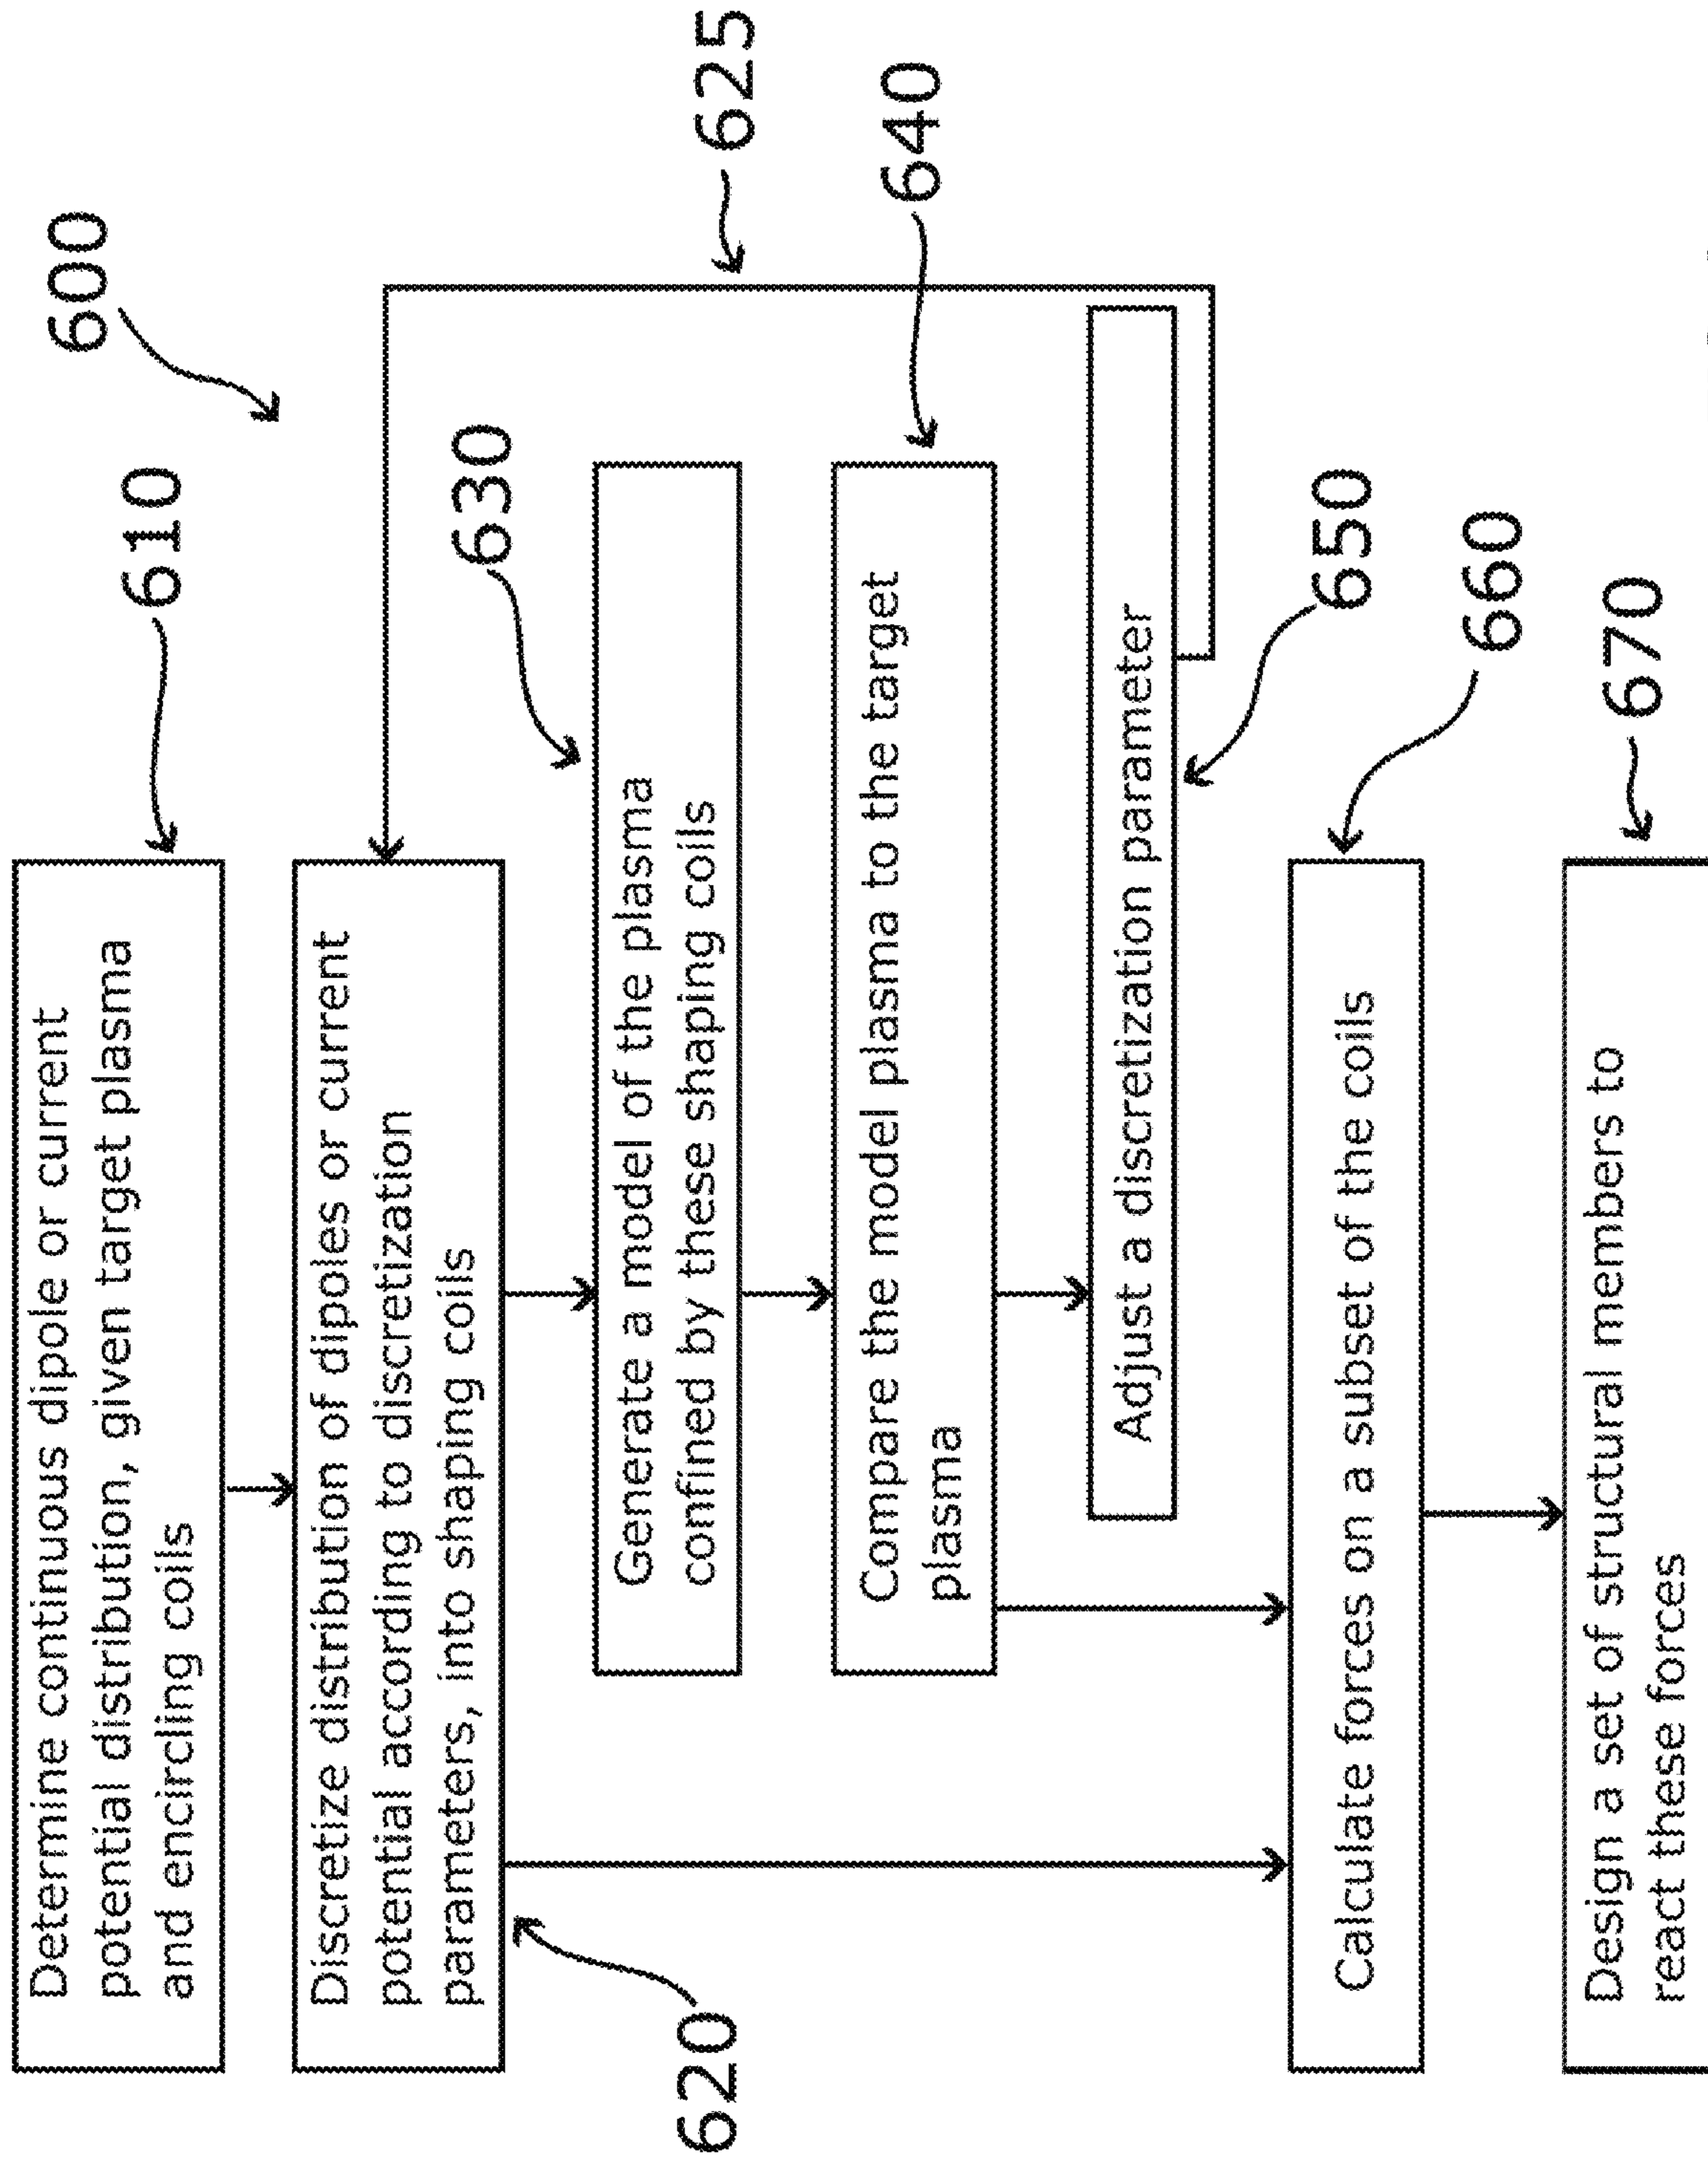 600
610
Determine continuous dipole or current
potential distribution, given target plasma
and encircling coils
Discretize distribution of dipoles or current
potential according to discretization
parameters, into shaping coils
620
625
630
Generate a model of the plasma
confined by these shaping coils
640
Compare the model plasma to the target
plasma
Adjust a discretization parameter
650
660
Calculate forces on a subset of the coils
670
Design a set of structural members to
react these forces